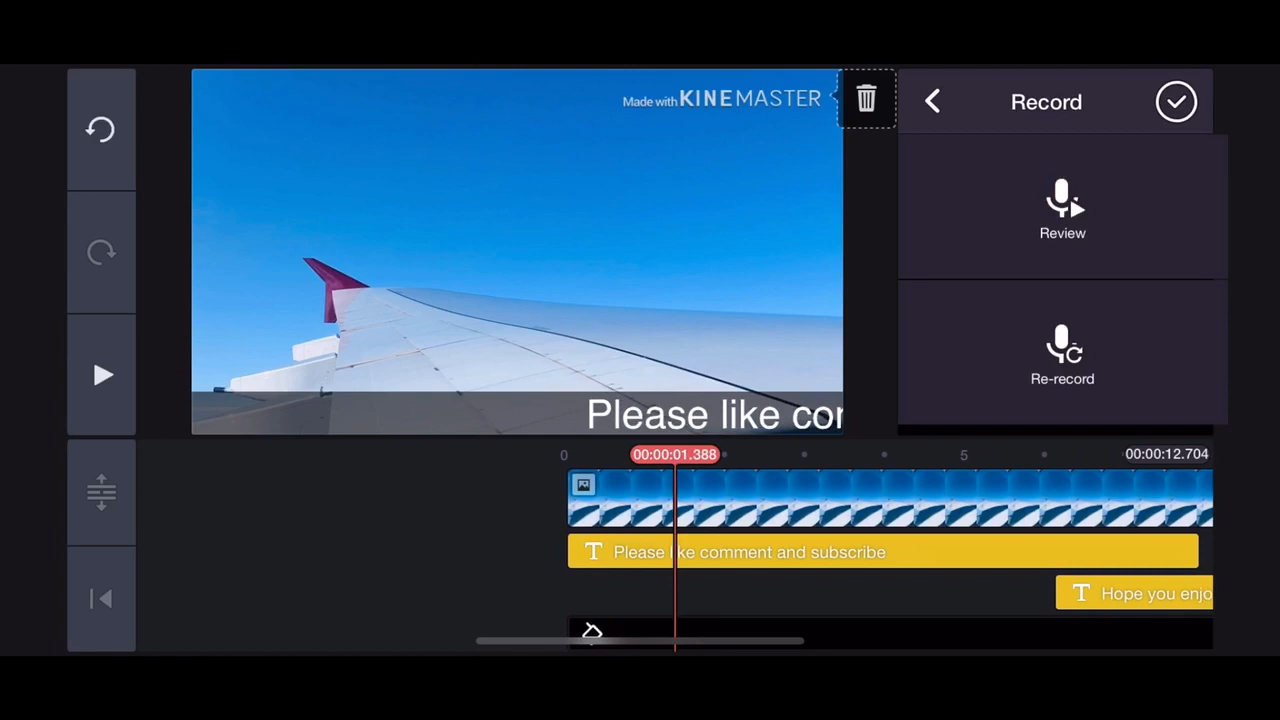 Made with KINEMASTER
Record
Review
Re-record
Please like cor
0
00:00:01.388
5
00:00:12.704
T Please like comment and subscribe
T Hope you enjo